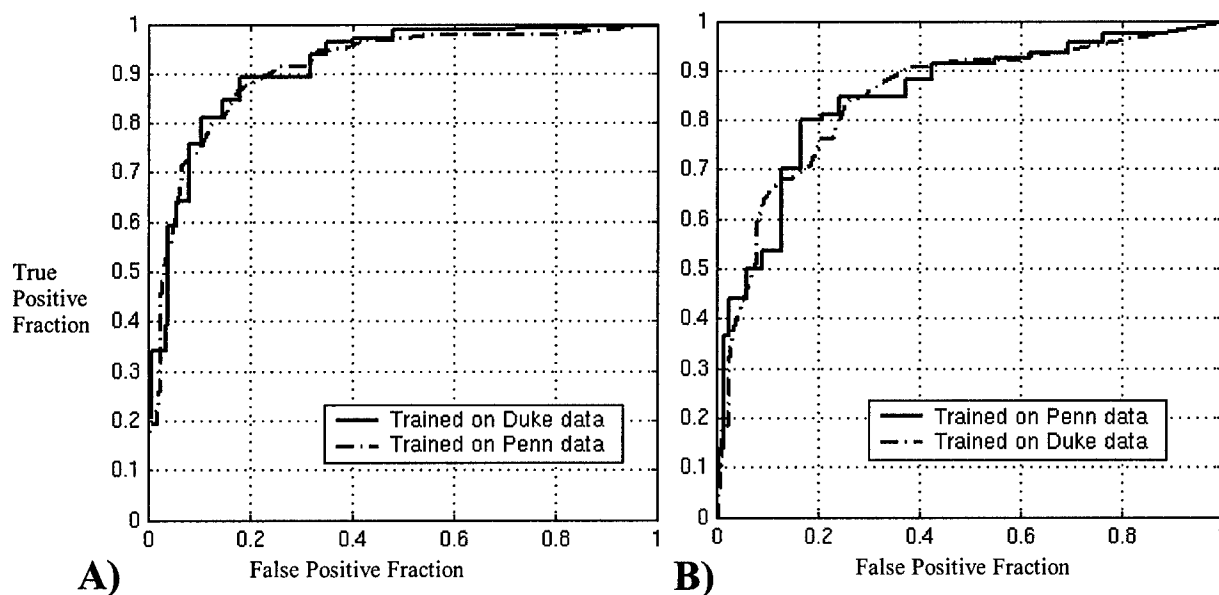 1
0.9
0.8
0.7
0.6
0.5
0.4
0.3
0.2
0.1
0
True
Positive
Fraction
Trained on Duke data
Trained on Penn data
0 0.2 0.4 0.6 0.8 1
False Positive Fraction
A)
1
0.9
0.8
0.7
0.6
0.5
0.4
0.3
0.2
0.1
0
Trained on Penn data
Trained on Duke data
0 0.2 0.4 0.6 0.8
False Positive Fraction
B)